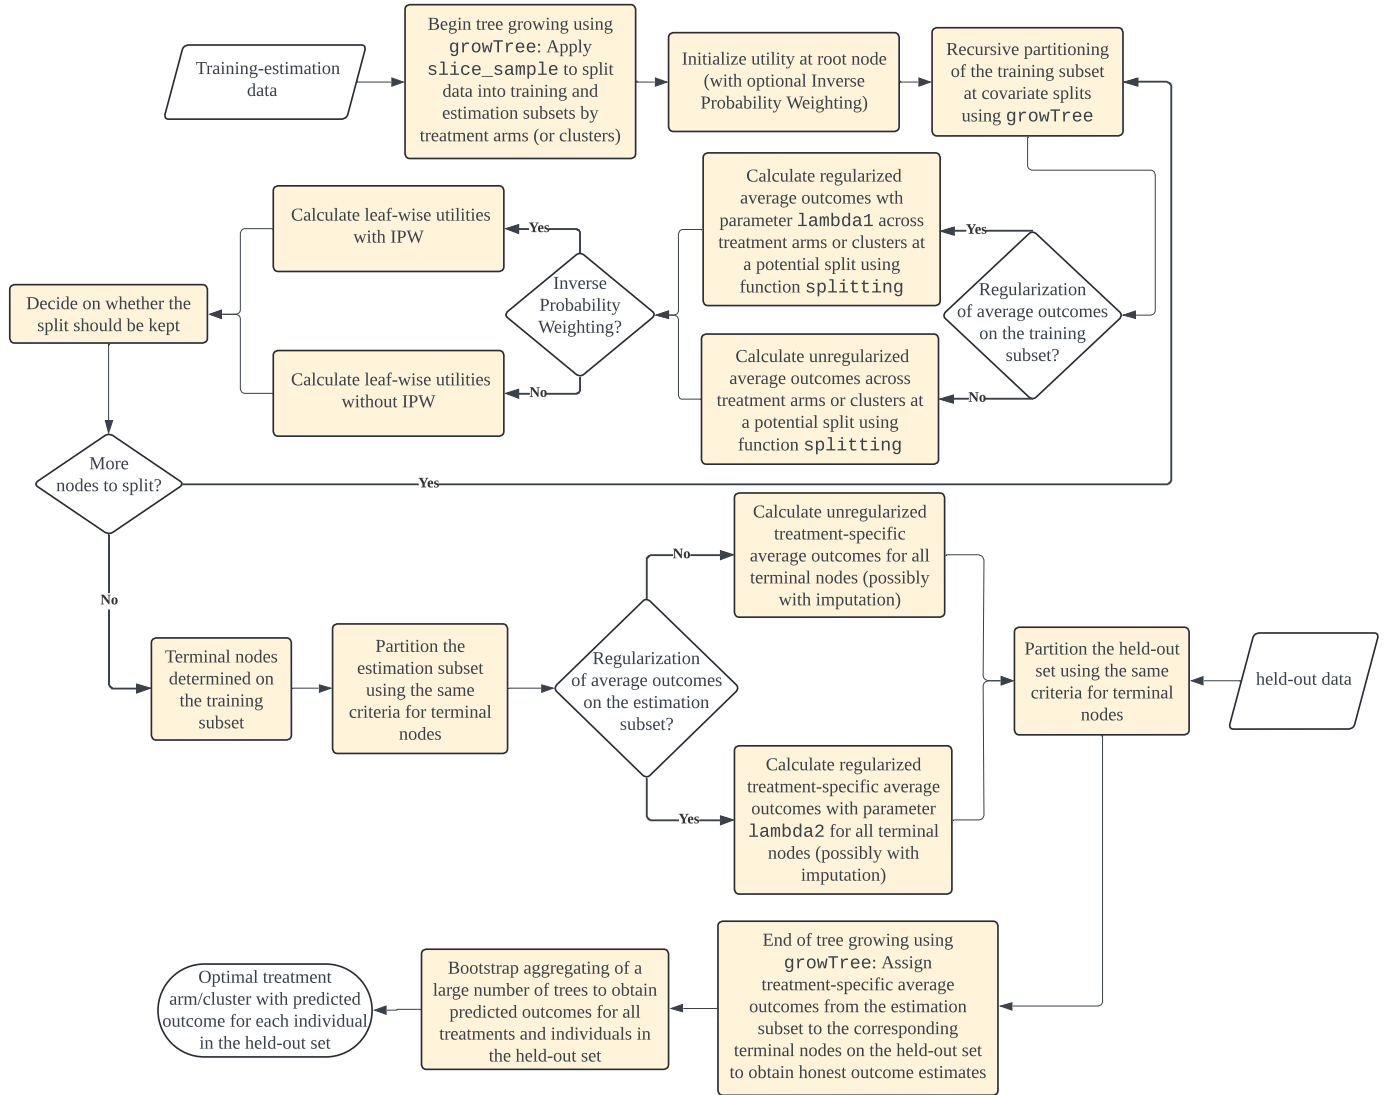 Training-estimation
data
Begin tree growing using
growTree: Apply
slice_sample to split
data into training and
estimation subsets by
treatment arms (or clusters)
Initialize utility at root node
(with optional Inverse
Probability Weighting)
Recursive partitioning
of the training subset
at covariate splits
using growTree
Regularization
of average outcomes
on the training
subset?
Yes
Calculate regularized
average outcomes wth
parameter lambda1 across
treatment arms or clusters at
a potential split using
function splitting
No
Calculate unregularized
average outcomes across
treatment arms or clusters at
a potential split using
function splitting
Inverse
Probability
Weighting?
Yes
Calculate leaf-wise utilities
with IPW
No
Calculate leaf-wise utilities
without IPW
Decide on whether the
split should be kept
More
nodes to split?
Yes
No
Terminal nodes
determined on
the training
subset
Partition the
estimation subset
using the same
criteria for terminal
nodes
Regularization
of average outcomes
on the estimation
subset?
No
Calculate unregularized
treatment-specific
average outcomes for all
terminal nodes (possibly
with imputation)
Yes
Calculate regularized
treatment-specific average
outcomes with parameter
lambda2 for all terminal
nodes (possibly with
imputation)
Partition the held-out
set using the same
criteria for terminal
nodes
held-out data
End of tree growing using
growTree: Assign
treatment-specific average
outcomes from the estimation
subset to the corresponding
terminal nodes on the held-out set
to obtain honest outcome estimates
Bootstrap aggregating of a
large number of trees to obtain
predicted outcomes for all
treatments and individuals in
the held-out set
Optimal treatment
arm/cluster with predicted
outcome for each individual
in the held-out set